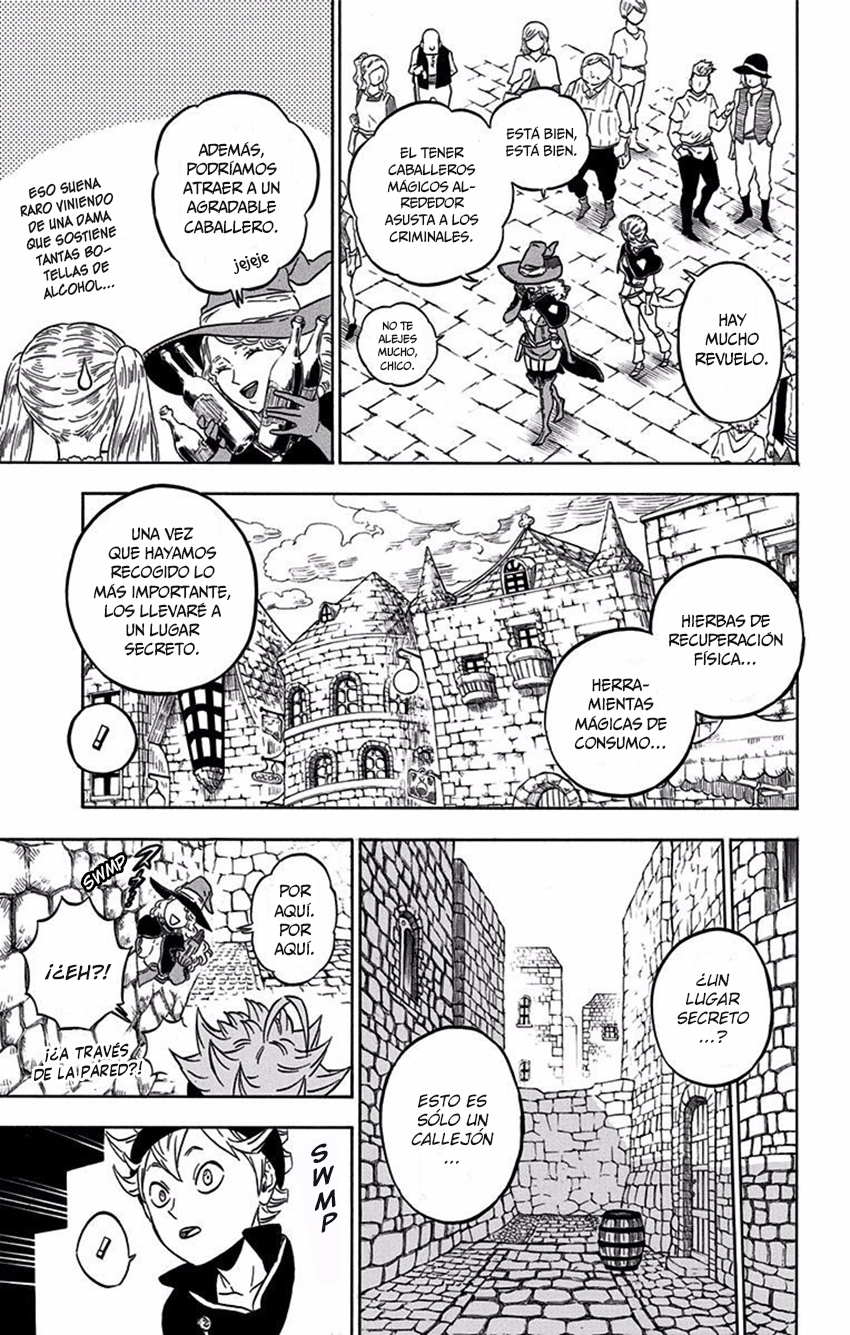 HAY
MUCHO
REVUELO.
ESTÁ BIEN,
ESTÁ BIEN.
EL TENER
CABALLEROS
MÁGICOS AL-
REDEDOR
ASUSTA A LOS
CRIMINALES.
NO TE
ALEJES
MUCHO,
CHICO.
ADEMÁS,
PODRÍAMOS
ATRAER A UN
AGRADABLE
CABALLERO.
jejeje
ESO SUENA
RARO VINIENDO
DE UNA DAMA
QUE SOSTIENE
TANTAS BO-
TELLAS DE
ALCOHOL...
HIERBAS DE
RECUPERACIÓN
FÍSICA...
HERRA-
MIENTAS
MÁGICAS DE
CONSUMO...
UNA VEZ
QUE HAYAMOS
RECOGIDO LO
MÁS IMPORTANTE,
LOS LLEVARÉ A
UN LUGAR
SECRETO.
!
¿UN
LUGAR
SECRETO
...?
ESTO ES
SÓLO UN
CALLEJÓN
...
POR
AQUÍ.
POR
AQUÍ.
SWMP
¡¿EH?!
¡¿A TRAVÉS
DE LA PARED?!
SWMP
!